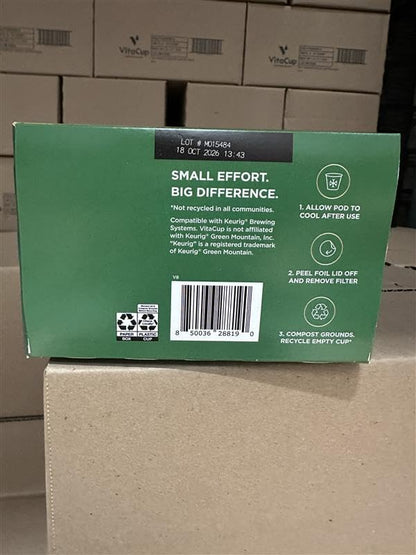 VitaCup
VitaCup
VitaCup
LOT # M015484
18 OCT 2026 13:43
SMALL EFFORT.
BIG DIFFERENCE.
*Not recycled in all communities.
Compatible with Keurig® Brewing
Systems. VitaCup is not affiliated
with Keurig® Green Mountain, Inc.
"Keurig" is a registered trademark
of Keurig® Green Mountain.
V8
8 50036 28819 0
PAPER
BOX
PLASTIC
CUP
1. ALLOW POD TO
COOL AFTER USE
2. PEEL FOIL LID OFF
AND REMOVE FILTER
3. COMPOST GROUNDS.
RECYCLE EMPTY CUP*